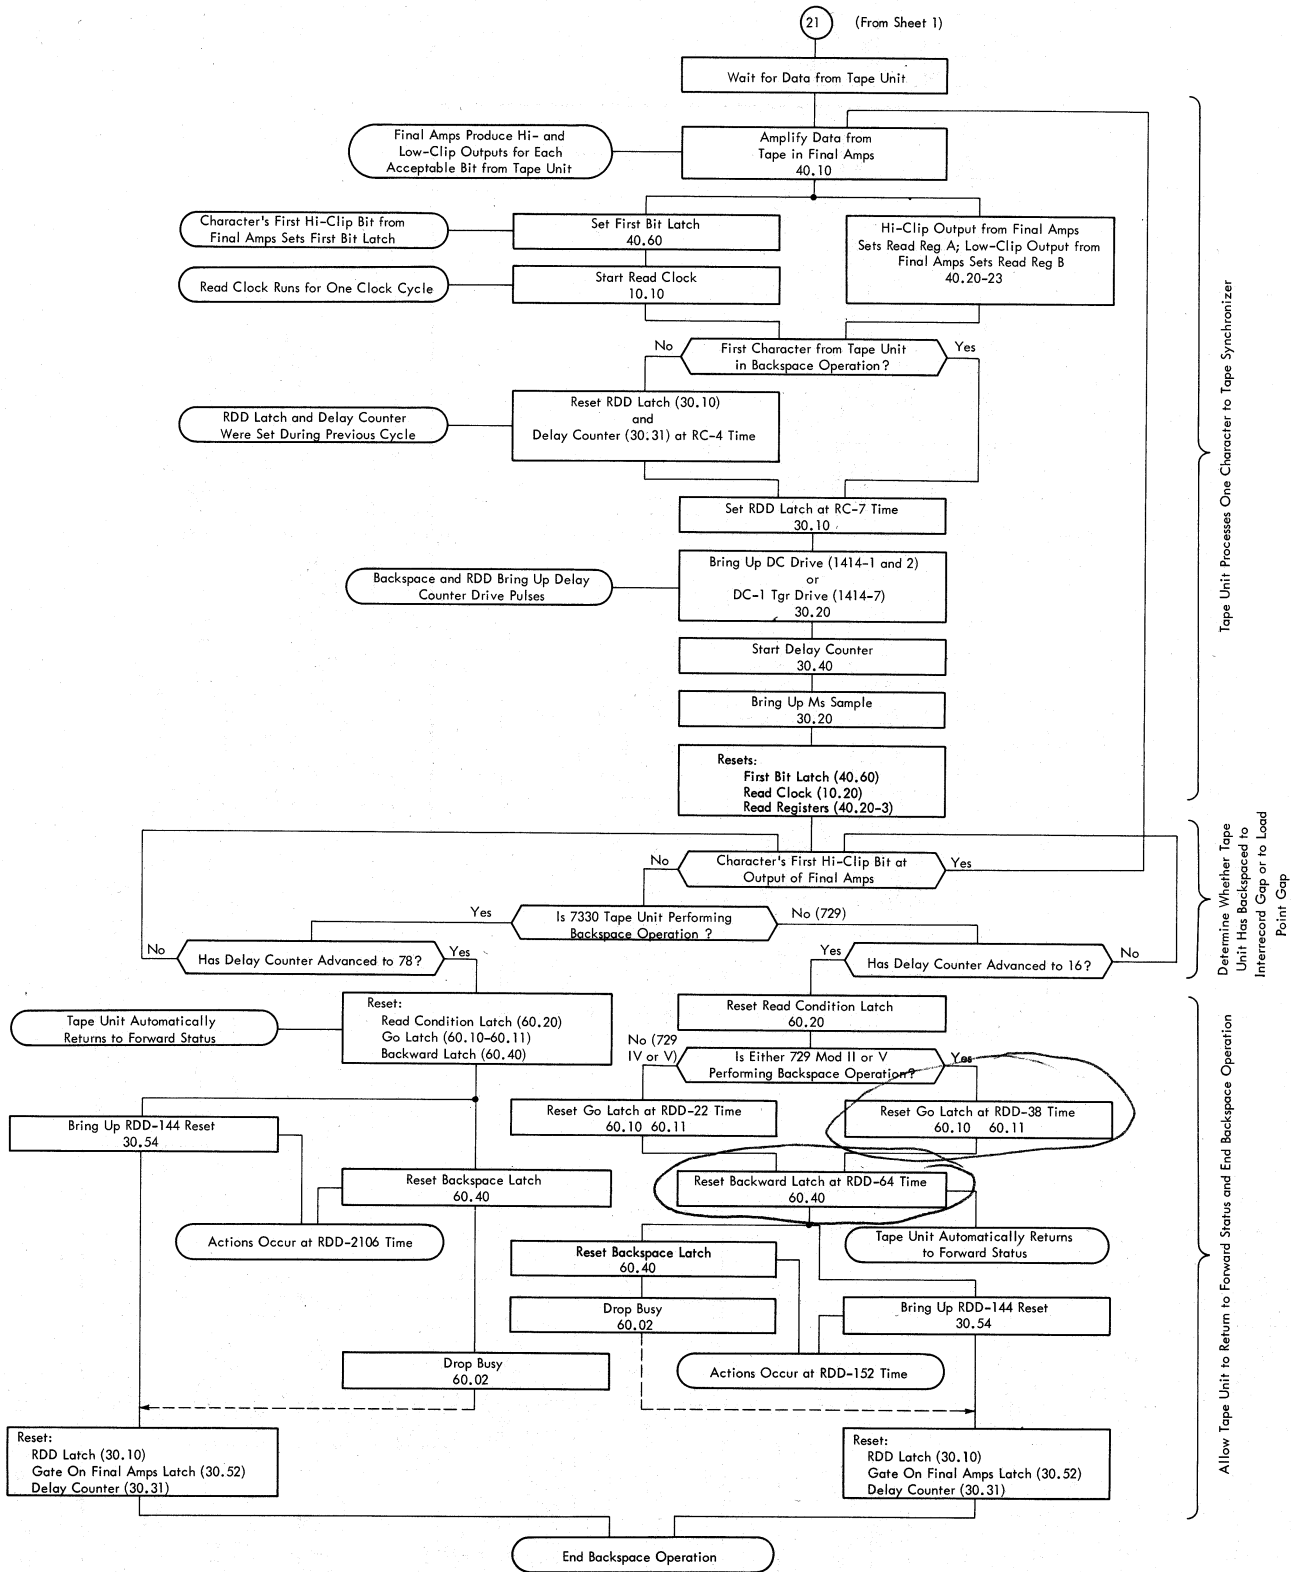 21 (From Sheet 1)
Wait for Data from Tape Unit
Final Amps Produce Hi- and
Low-Clip Outputs for Each
Acceptable Bit from Tape Unit
Amplify Data from
Tape in Final Amps
40.10
Character's First Hi-Clip Bit from
Final Amps Sets First Bit Latch
Set First Bit Latch
40.60
Hi-Clip Output from Final Amps
Sets Read Reg A; Low-Clip Output from
Final Amps Sets Read Reg B
40.20-23
Read Clock Runs for One Clock Cycle
Start Read Clock
10.10
No
First Character from Tape Unit
in Backspace Operation?
Yes
RDD Latch and Delay Counter
Were Set During Previous Cycle
Reset RDD Latch (30.10)
and
Delay Counter (30.31) at RC-4 Time
Set RDD Latch at RC-7 Time
30.10
Backspace and RDD Bring Up Delay
Counter Drive Pulses
Bring Up DC Drive (1414-1 and 2)
or
DC-1 Tgr Drive (1414-7)
30.20
Start Delay Counter
30.40
Bring Up Ms Sample
30.20
Resets:
First Bit Latch (40.60)
Read Clock (10.20)
Read Registers (40.20-3)
Tape Unit Processes One Character to Tape Synchronizer
No
Character's First Hi-Clip Bit at
Output of Final Amps
Yes
Yes
Is 7330 Tape Unit Performing
Backspace Operation ?
No (729)
No
Has Delay Counter Advanced to 78?
Yes
Yes
Has Delay Counter Advanced to 16?
No
Determine Whether Tape
Unit Has Backspaced to
Interrecord Gap or to Load
Point Gap
Tape Unit Automatically
Returns to Forward Status
Reset:
Read Condition Latch (60.20)
Go Latch (60.10-60.11)
Backward Latch (60.40)
Reset Read Condition Latch
60.20
No (729
IV or V)
Is Either 729 Mod II or V
Performing Backspace Operation?
Yes
Bring Up RDD-144 Reset
30.54
Reset Go Latch at RDD-22 Time
60.10 60.11
Reset Go Latch at RDD-38 Time
60.10 60.11
Reset Backspace Latch
60.40
Reset Backward Latch at RDD-64 Time
60.40
Actions Occur at RDD-2106 Time
Tape Unit Automatically Returns
to Forward Status
Reset Backspace Latch
60.40
Drop Busy
60.02
Bring Up RDD-144 Reset
30.54
Drop Busy
60.02
Actions Occur at RDD-152 Time
Reset:
RDD Latch (30.10)
Gate On Final Amps Latch (30.52)
Delay Counter (30.31)
Reset:
RDD Latch (30.10)
Gate On Final Amps Latch (30.52)
Delay Counter (30.31)
Allow Tape Unit to Return to Forward Status and End Backspace Operation
End Backspace Operation